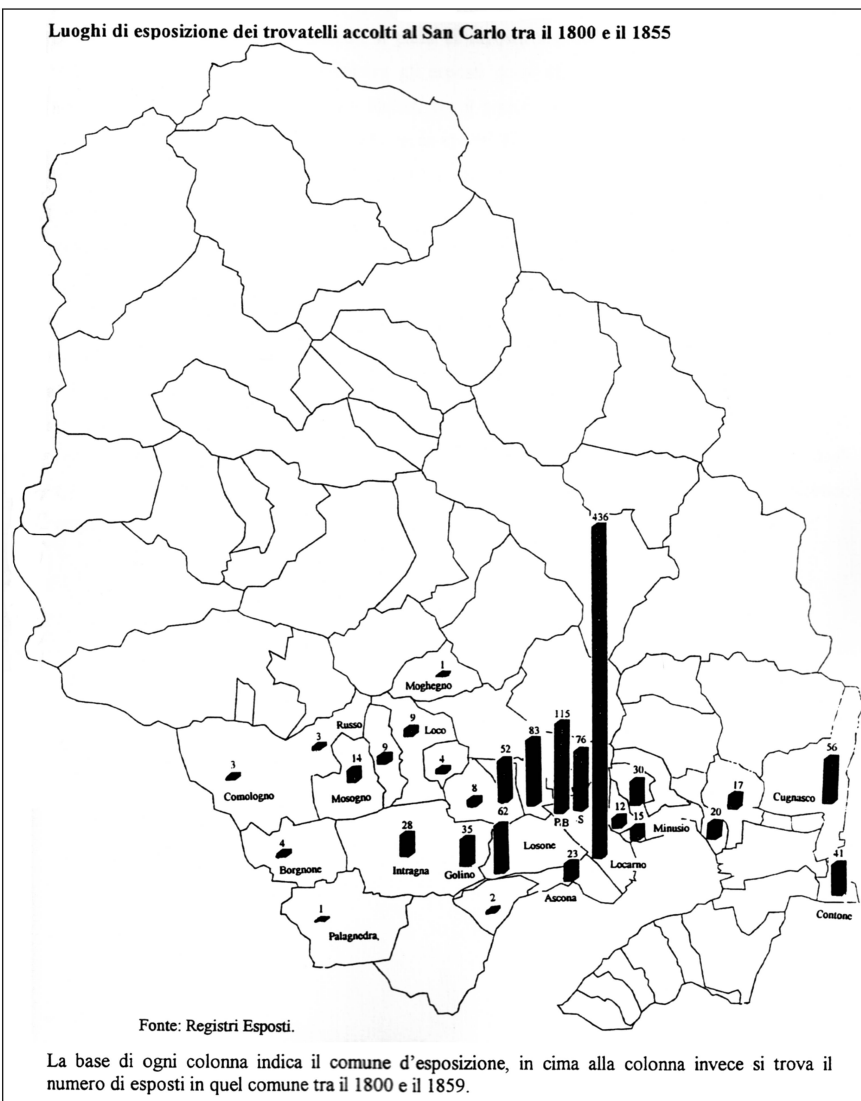 Luoghi di esposizione dei trovatelli accolti al San Carlo tra il 1800 e il 1855
436
1
Moghegno
Russo
3
9
Loco
9
14
4
3
Comologno
Mosogno
8
52
83
115
76
30
12
15
Minusio
20
17
56
Cugnasco
62
P.B
S
4
Borgnone
28
Intragna
35
Golino
Losone
23
Ascona
Locarno
?
41
Contone
1
Palagnedra,
2
Fonte: Registri Esposti.
La base di ogni colonna indica il comune d'esposizione, in cima alla colonna invece si trova il
numero di esposti in quel comune tra il 1800 e il 1859.